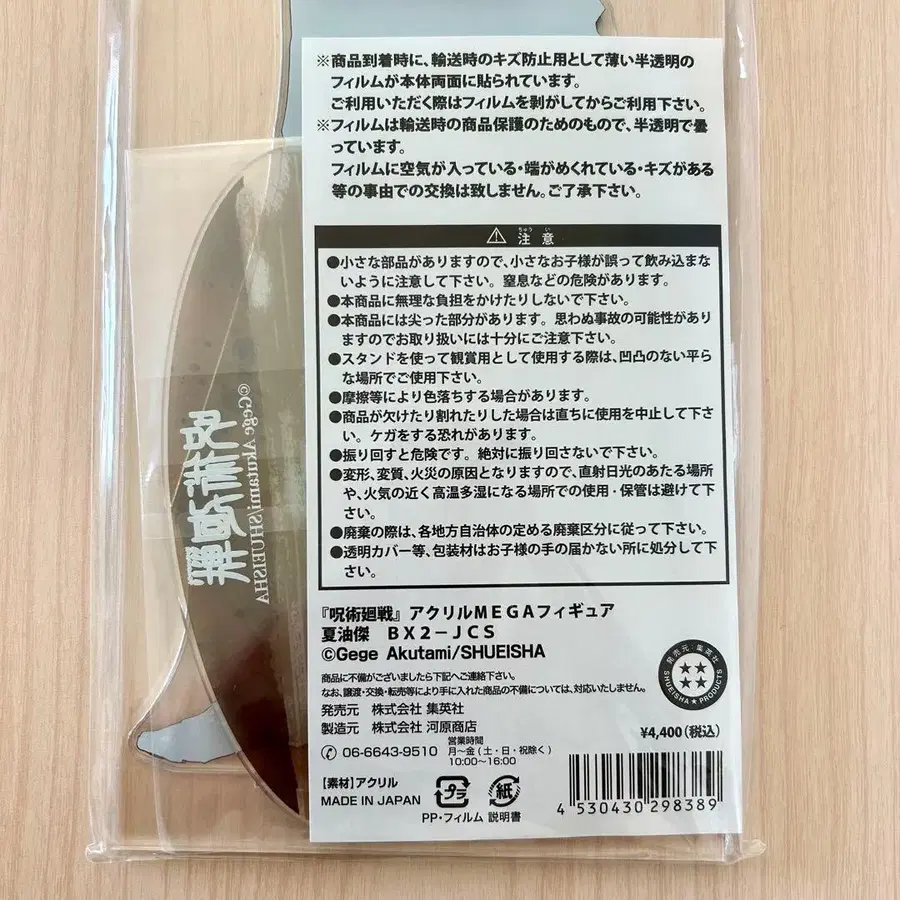 ※商品到着時に、輸送時のキズ防止用として薄い半透明の
フィルムが本体両面に貼られています。
ご利用いただく際はフィルムを剥がしてからご利用下さい。
※フィルムは輸送時の商品保護のためのもので、半透明で曇
っています。
フィルムに空気が入っている・端がめくれている・キズがある
等の事由での交換は致しません。ご了承下さい。
⚠ 注意
ちゅう い
●小さな部品がありますので、小さなお子様が誤って飲み込まな
いように注意して下さい。窒息などの危険があります。
●本商品に無理な負担をかけたりしないで下さい。
●本商品には尖った部分があります。思わぬ事故の可能性があり
ますのでお取り扱いには十分にご注意下さい。
●スタンドを使って観賞用として使用する際は、凹凸のない平ら
な場所でご使用下さい。
●摩擦等により色落ちする場合があります。
●商品が欠けたり割れたりした場合は直ちに使用を中止して下さ
い。ケガをする恐れがあります。
●振り回すと危険です。絶対に振り回さないで下さい。
●変形、変質、火災の原因となりますので、直射日光のあたる場所
や、火気の近く高温多湿になる場所での使用・保管は避けて下
さい。
●廃棄の際は、各地方自治体の定める廃棄区分に従って下さい。
●透明カバー等、包装材はお子様の手の届かない所に処分して下
さい。
『呪術廻戦』アクリルMEGAフィギュア
夏油傑 BX2-JCS
©Gege Akutami/SHUEISHA
商品に不備がございましたら下記へご連絡下さい。
なお、譲渡・交換・転売等により手に入れた商品の不備については、対応いたしません。
発売元 株式会社 集英社
製造元 株式会社 河原商店
06-6643-9510
営業時間
月~金(土・日・祝除く)
10:00~16:00
発売元・集英社
SHUEISHA★PRODUCTS
¥4,400(税込)
【素材】アクリル
MADE IN JAPAN
プラ
PP・フィルム
紙
説明書
4 530430 298389
呪術廻戦
©Gege Akutami/SHUEISHA